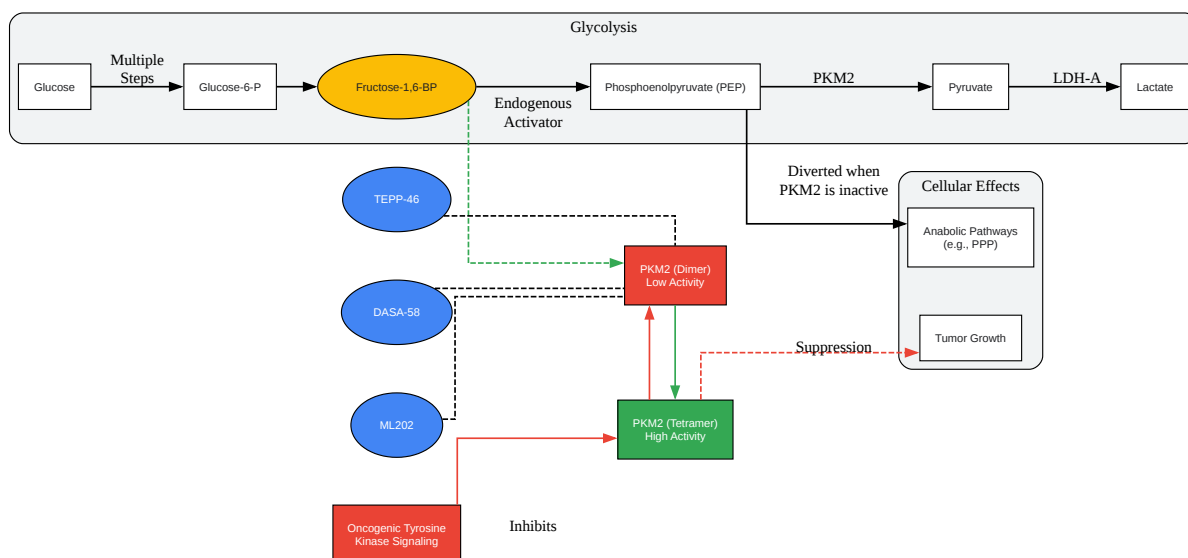 Glycolysis
Multiple
Steps
PKM2
LDH-A
Glucose
Glucose-6-P
Fructose-1,6-BP
Phosphoenolpyruvate (PEP)
Pyruvate
Lactate
Endogenous
Activator
Diverted when
PKM2 is inactive
Cellular Effects
TEPP-46
Anabolic Pathways
(e.g., PPP)
PKM2 (Dimer)
Low Activity
DASA-58
Suppression
Tumor Growth
ML202
PKM2 (Tetramer)
High Activity
Oncogenic Tyrosine
Kinase Signaling
Inhibits